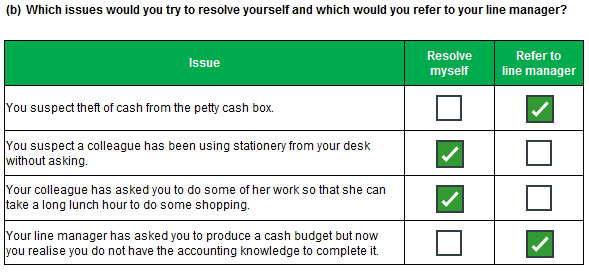 (b) Which issues would you try to resolve yourself and which would you refer to your line manager?
Issue
Resolve
myself
Refer to
line manager
You suspect theft of cash from the petty cash box.
You suspect a colleague has been using stationery from your desk
without asking.
Your colleague has asked you to do some of her work so that she can
take a long lunch hour to do some shopping.
Your line manager has asked you to produce a cash budget but now
you realise you do not have the accounting knowledge to complete it.